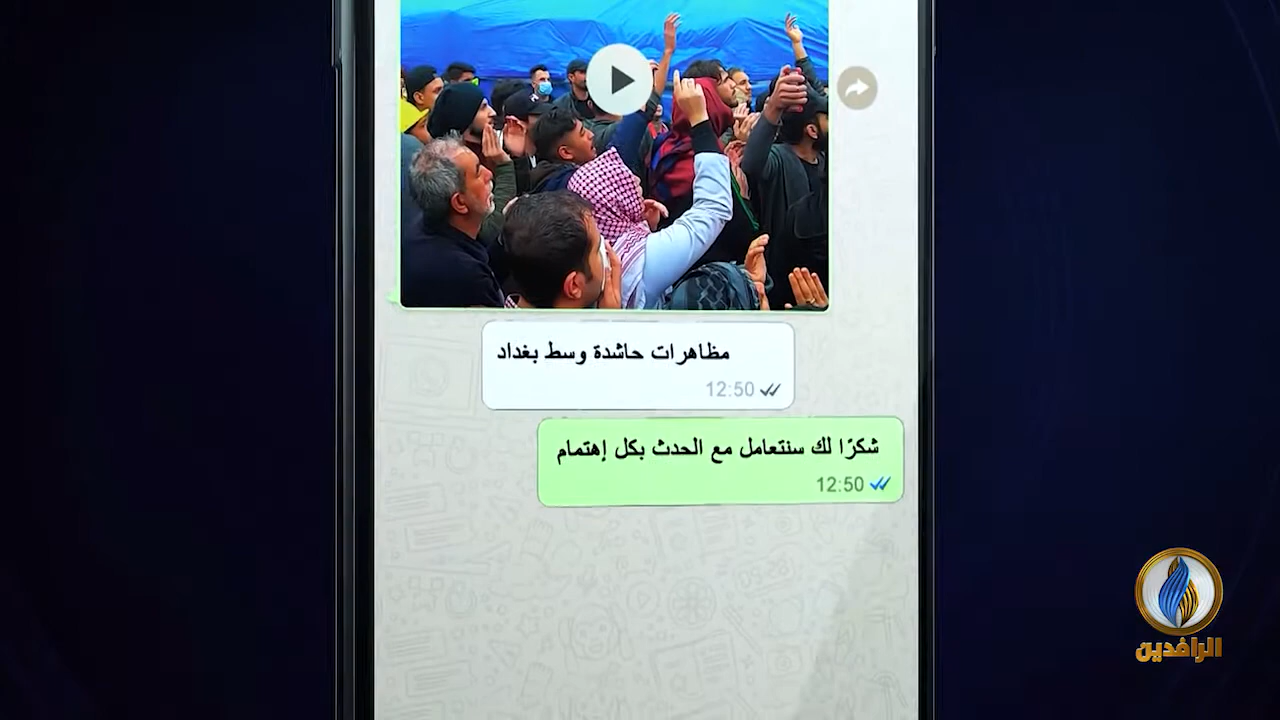 مظاهرات حاشدة وسط بغداد
12:50
شكرًا لك سنتعامل مع الحدث بكل إهتمام
12:50
الرافدين